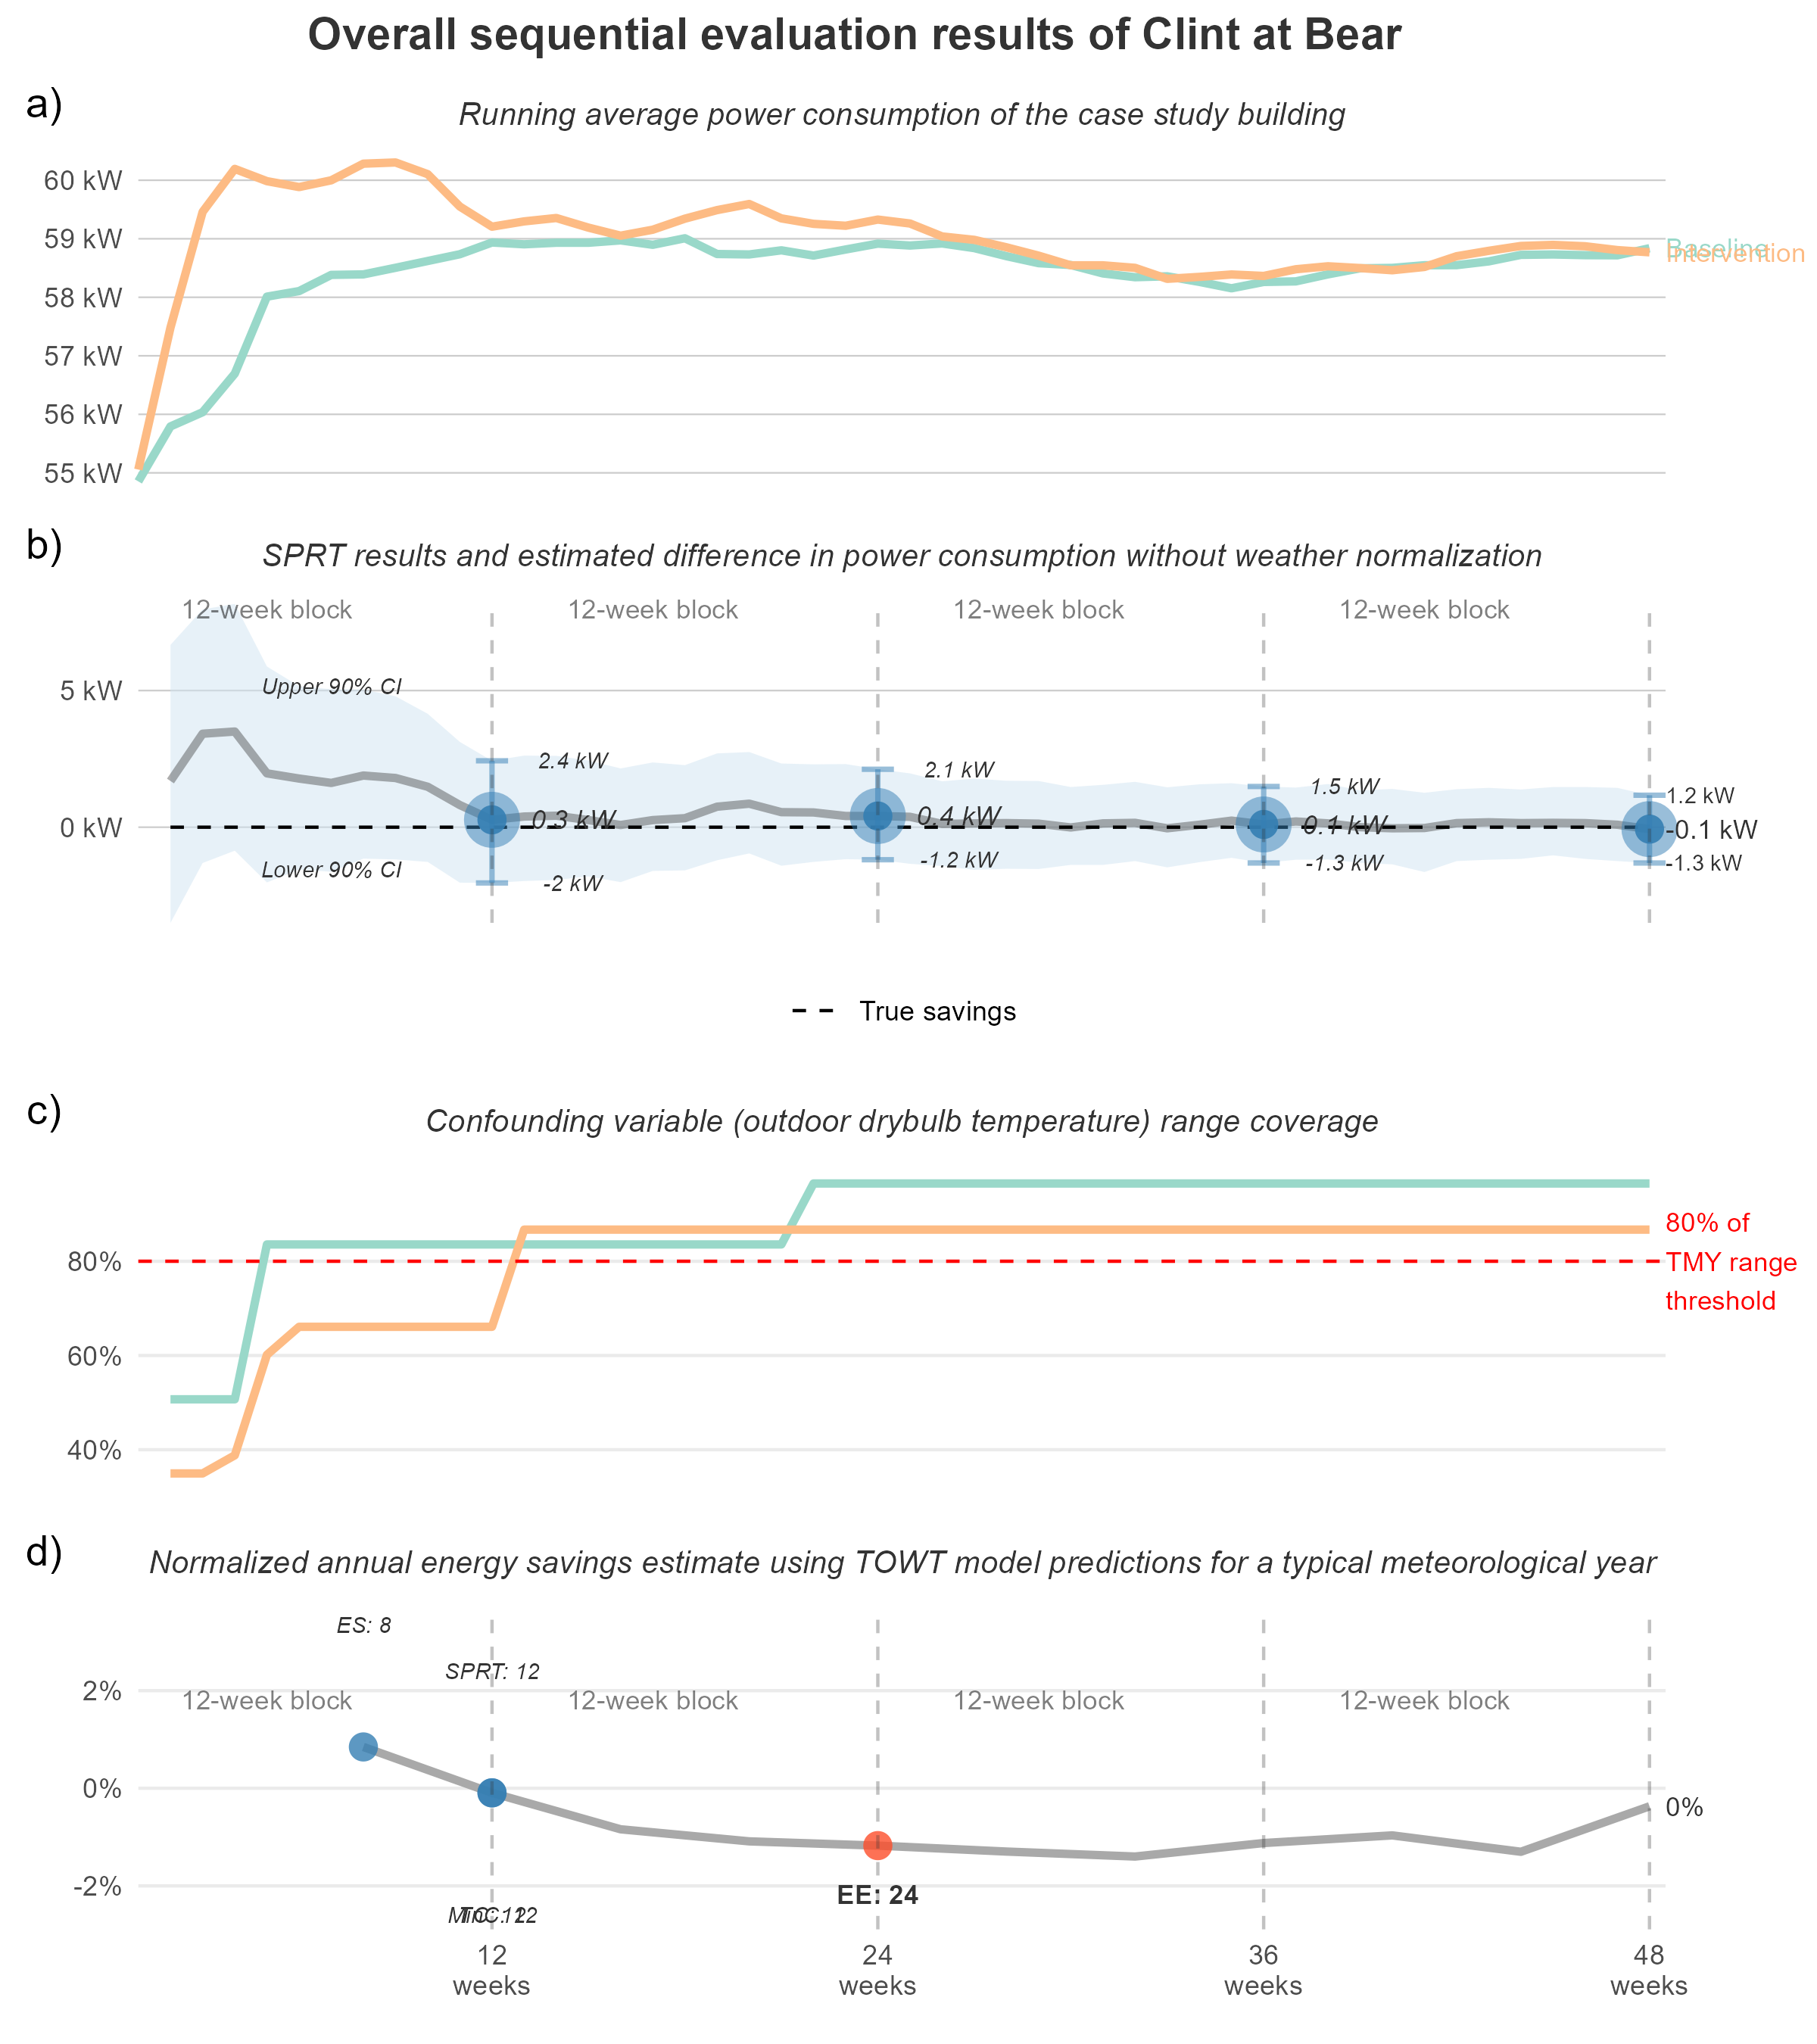 Overall sequential evaluation results of Clint at Bear
a)
Running average power consumption of the case study building
60 kW
59 kW
58 kW
57 kW
56 kW
55 kW
Baseline
Intervention
b)
SPRT results and estimated difference in power consumption without weather normalization
12-week block
12-week block
12-week block
12-week block
5 kW
0 kW
Upper 90% CI
Lower 90% CI
2.4 kW
0.3 kW
-2 kW
2.1 kW
0.4 kW
-1.2 kW
1.5 kW
0.1 kW
-1.3 kW
1.2 kW
-0.1 kW
-1.3 kW
True savings
c)
Confounding variable (outdoor drybulb temperature) range coverage
80%
60%
40%
80% of
TMY range
threshold
d)
Normalized annual energy savings estimate using TOWT model predictions for a typical meteorological year
ES: 8
SPRT: 12
2%
0%
-2%
12-week block
12-week block
12-week block
12-week block
0%
EE: 24
12
weeks
24
weeks
36
weeks
48
weeks